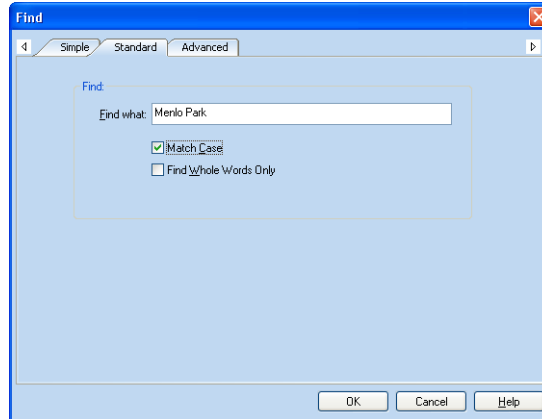 Find
Simple Standard Advanced
Find:
Find what: Menlo Park
Match Case
Find Whole Words Only
OK Cancel Help